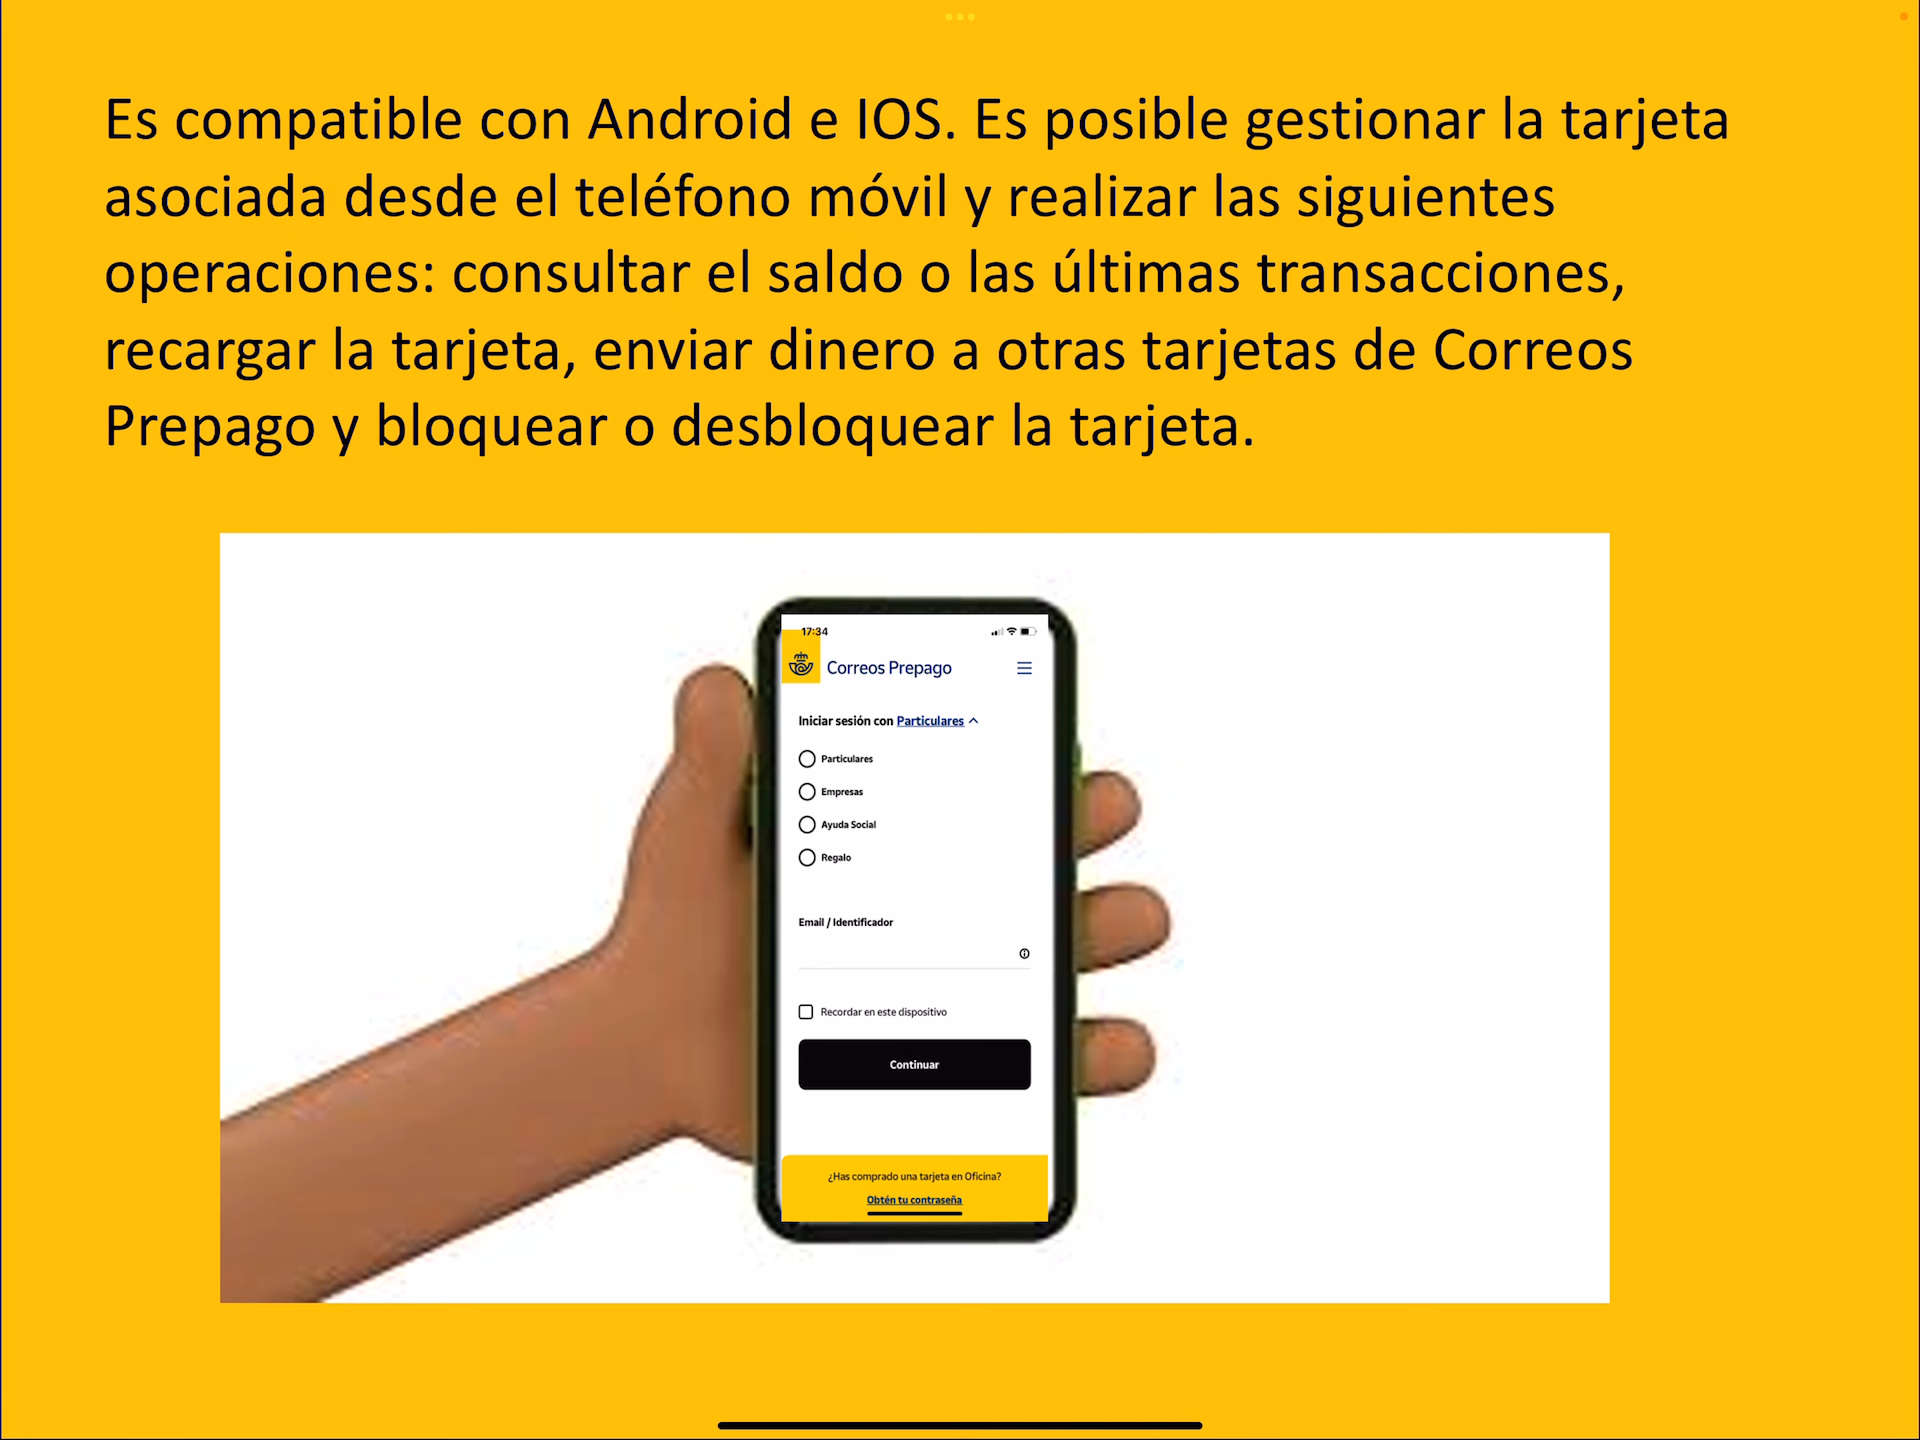 Es compatible con Android e IOS. Es posible gestionar la tarjeta
asociada desde el teléfono móvil y realizar las siguientes
operaciones: consultar el saldo o las últimas transacciones,
recargar la tarjeta, enviar dinero a otras tarjetas de Correos
Prepago y bloquear o desbloquear la tarjeta.
17:34
Correos Prepago
Iniciar sesión con Particulares
Particulares
Empresas
Ayuda Social
Regalo
Email / Identificador
Recordar en este dispositivo
Continuar
¿Has comprado una tarjeta en Oficina?
Obtén tu contraseña